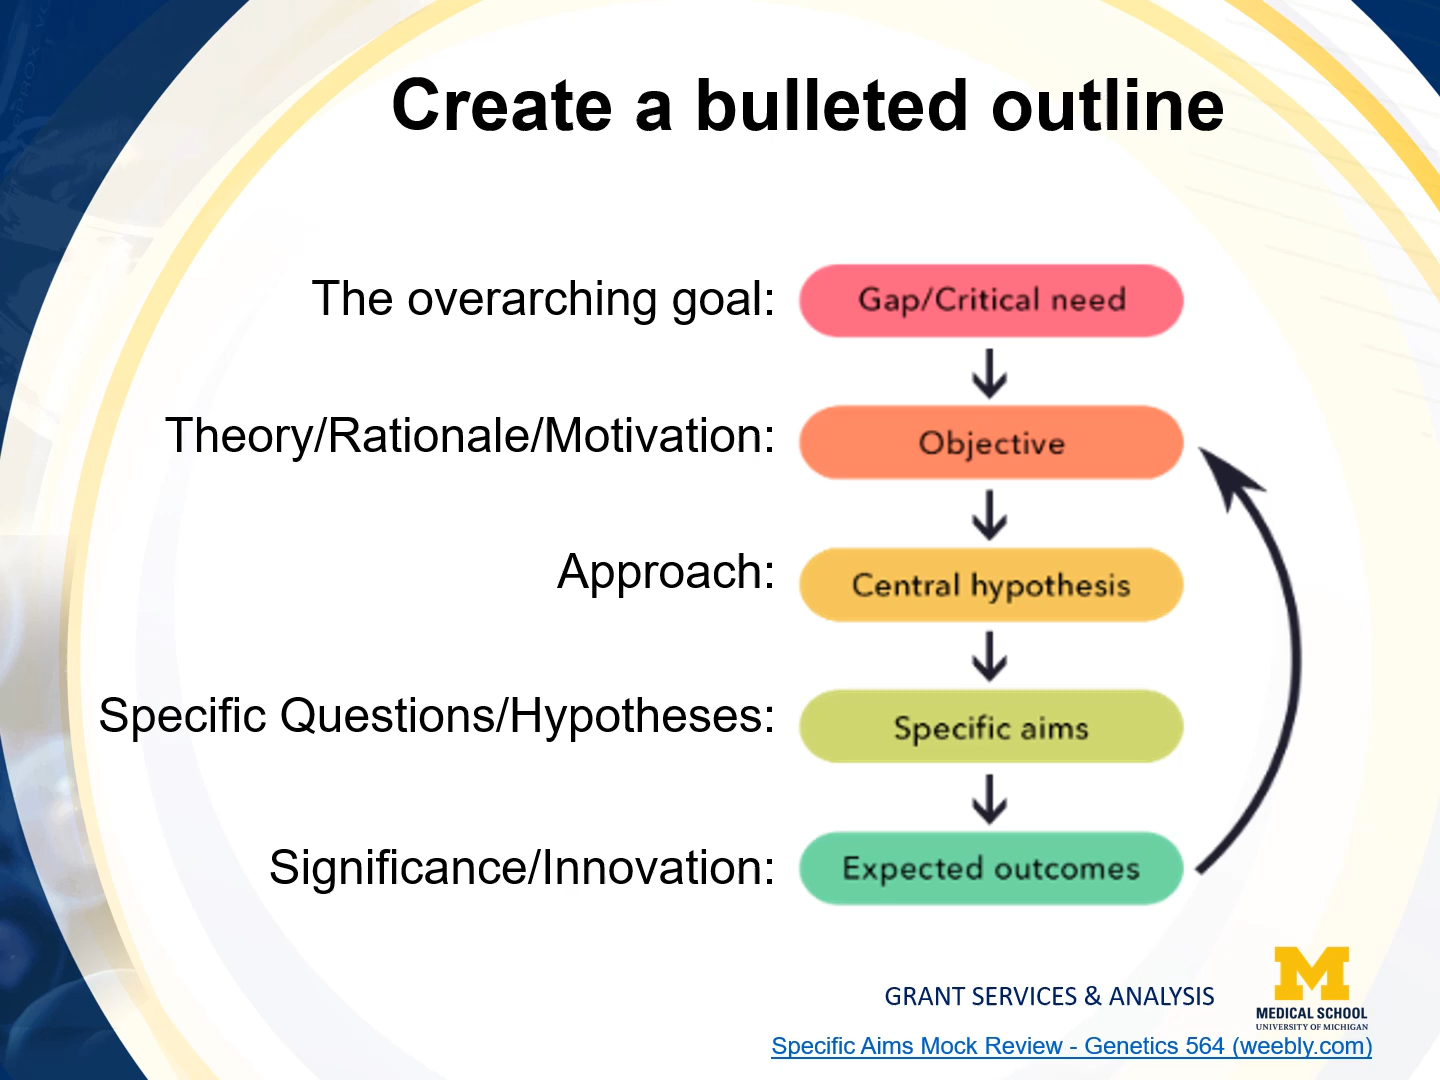 Create a bulleted outline
The overarching goal: Gap/Critical need
Theory/Rationale/Motivation: Objective
Approach: Central hypothesis
Specific Questions/Hypotheses: Specific aims
Significance/Innovation: Expected outcomes
GRANT SERVICES & ANALYSIS
M
MEDICAL SCHOOL
UNIVERSITY OF MICHIGAN
Specific Aims Mock Review - Genetics 564 (weebly.com)